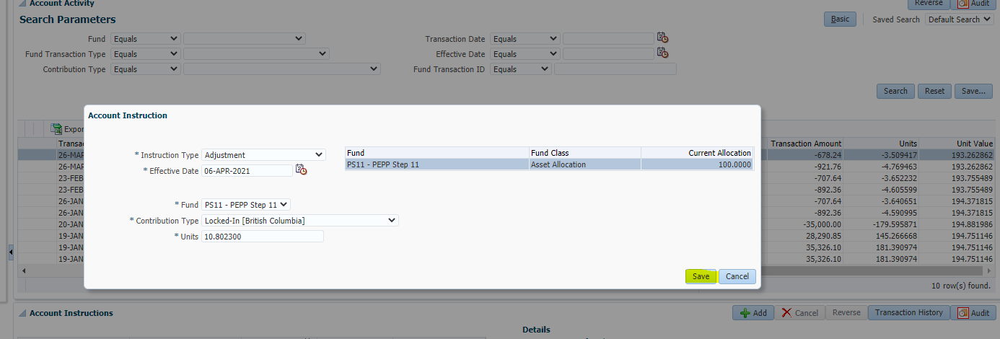 Account Activity
Reverse
Audit
Search Parameters
Basic
Saved Search
Default Search
Fund Equals
Transaction Date Equals
Fund Transaction Type Equals
Effective Date Equals
Contribution Type Equals
Fund Transaction ID Equals
Search
Reset
Save...
Account Instruction
* Instruction Type Adjustment
* Effective Date 06-APR-2021
Fund Fund Class Current Allocation
PS11 - PEPP Step 11 Asset Allocation 100.0000
* Fund PS11 - PEPP Step 11
* Contribution Type Locked-In [British Columbia]
* Units 10.802300
Save
Cancel
Expor
Transac Transaction Amount Units Unit Value
26-MAR -678.24 -3.509417 193.262862
26-MAR -921.76 -4.769463 193.262862
23-FEB -707.64 -3.652232 193.755489
23-FEB -892.36 -4.605599 193.755489
26-JAN -707.64 -3.640651 194.371815
26-JAN -892.36 -4.590995 194.371815
20-JAN -35,000.00 -179.595871 194.881986
19-JAN 28,290.85 145.266668 194.751146
19-JAN 35,326.10 181.390974 194.751146
19-JAN 35,326.10 181.390974 194.751146
10 row(s) found.
Account Instructions
Add
Cancel
Reverse
Transaction History
Audit
Details